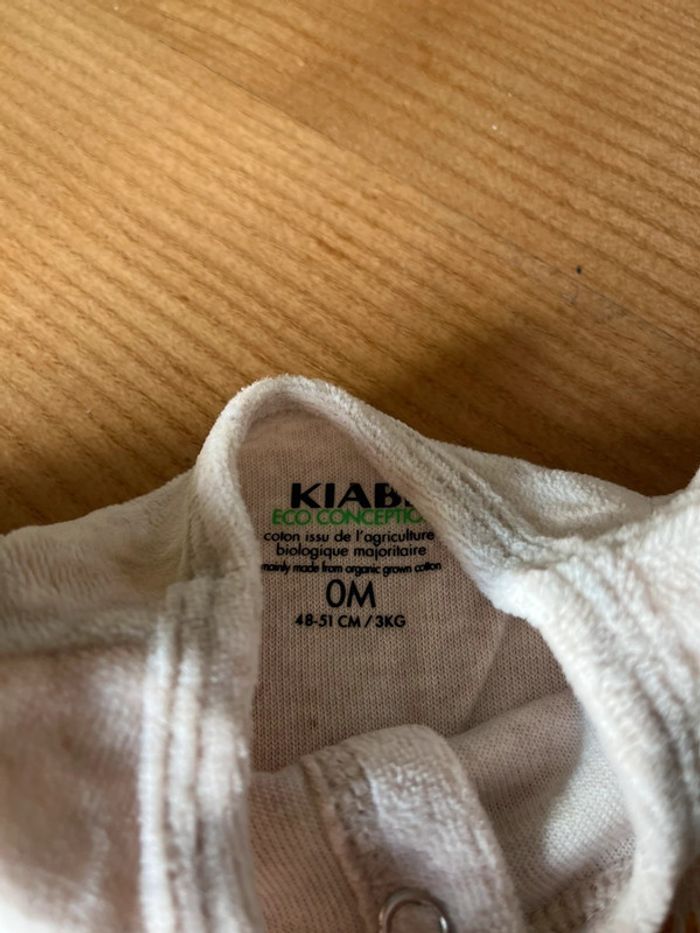 KIABI
ECO CONCEPTION
coton issu de l'agriculture
biologique majoritaire
mainly made from organic grown cotton
0M
48-51 CM / 3KG